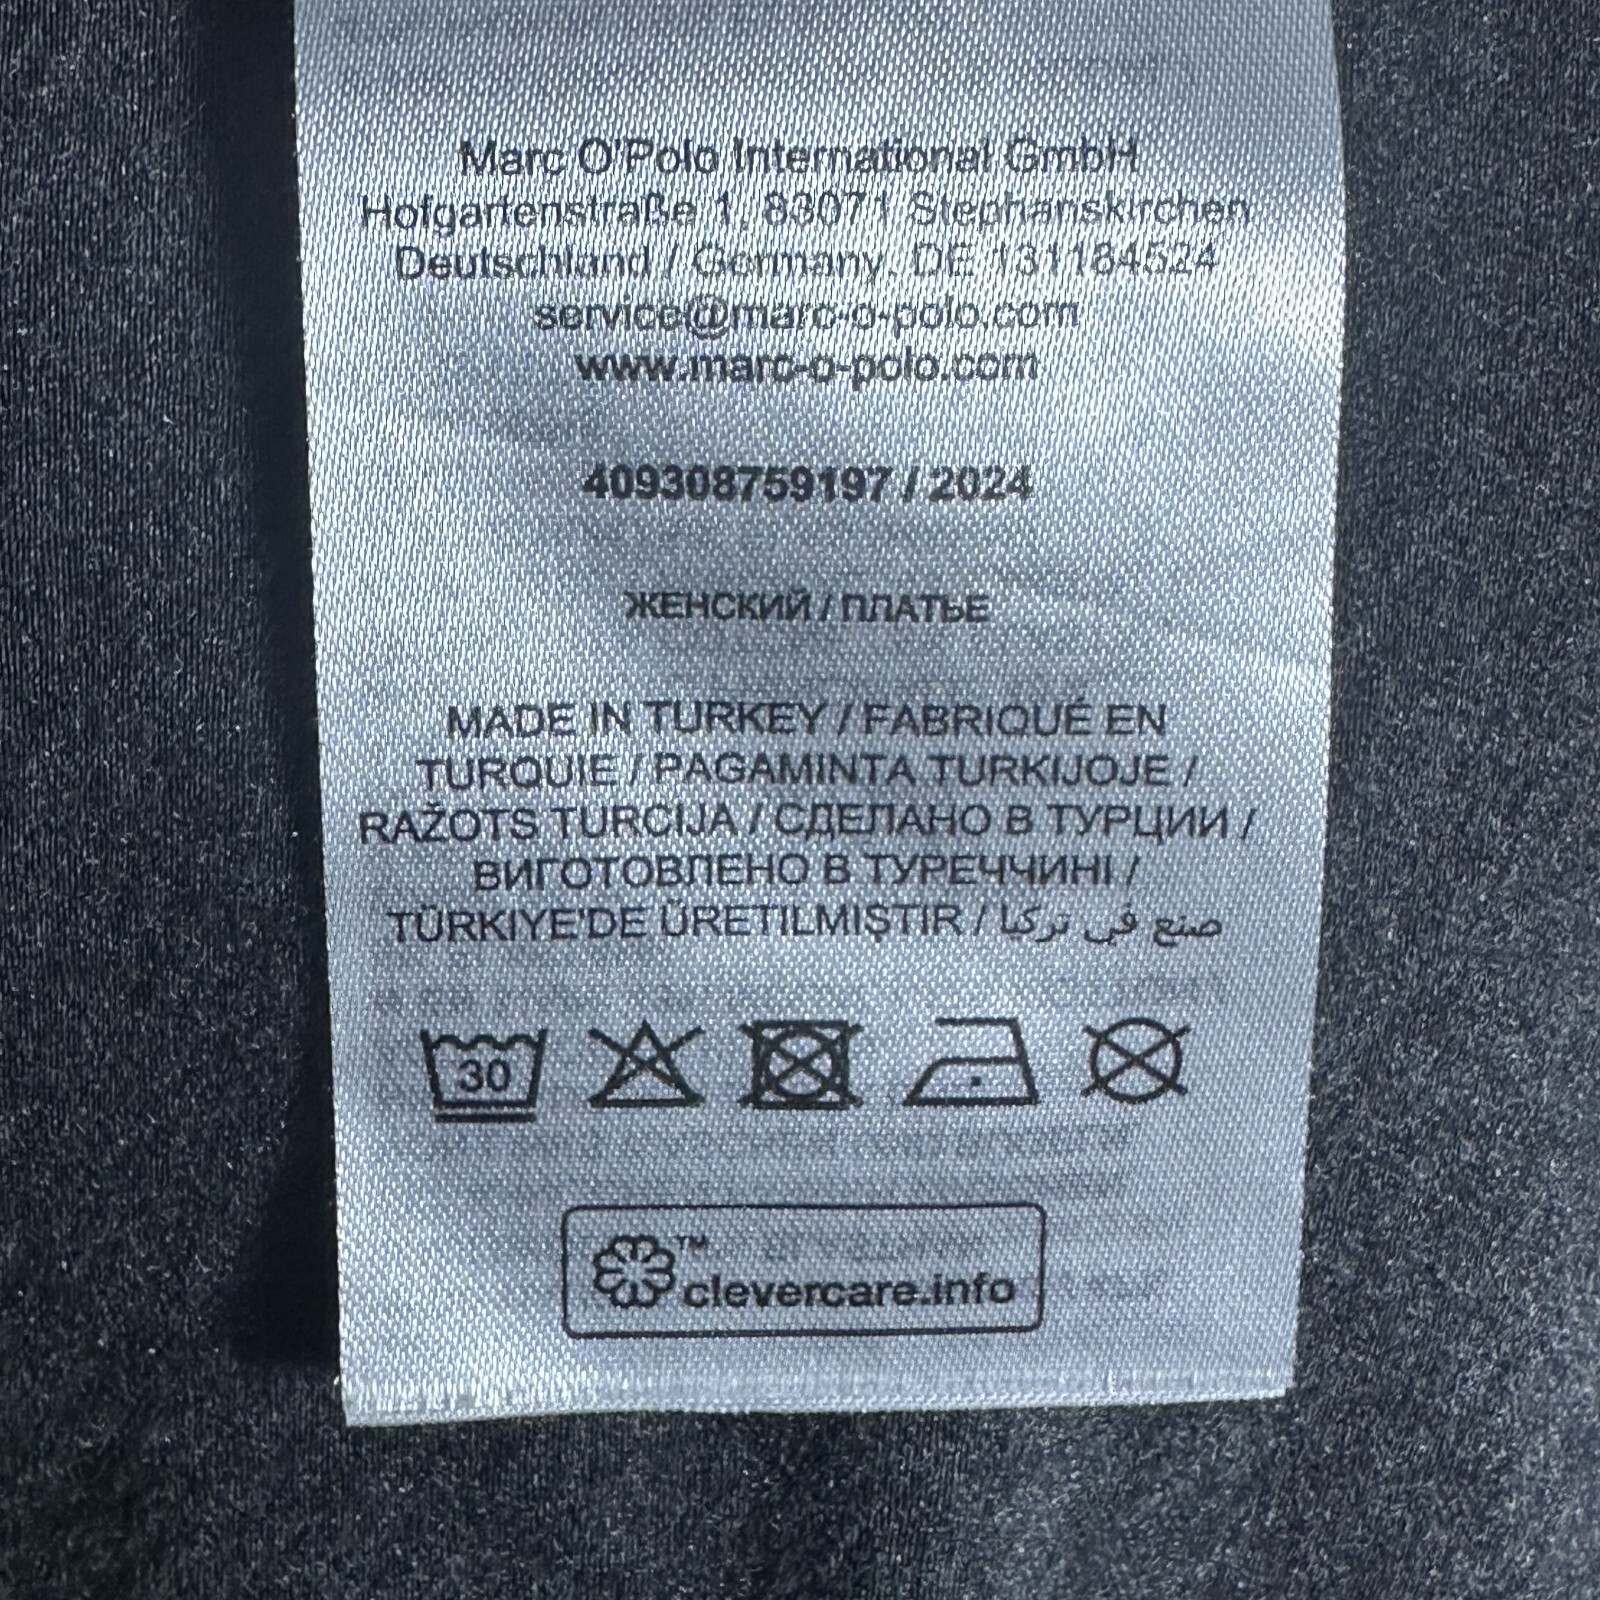 Marc O'Polo International GmbH
Hofgartenstraße 1, 83071 Stephanskirchen
Deutschland / Germany, DE 131184524
service@marc-o-polo.com
www.marc-o-polo.com
409308759197 / 2024
ЖЕНСКИЙ / ПЛАТЬЕ
MADE IN TURKEY / FABRIQUÉ EN
TURQUIE / PAGAMINTA TURKIJOJE /
RAŽOTS TURCIJA / СДЕЛАНО В ТУРЦИИ /
ВИГОТОВЛЕНО В ТУРЕЧЧИНІ /
TÜRKIYE'DE ÜRETILMIŞTIR / صنع في تركيا
30
™
clevercare.info